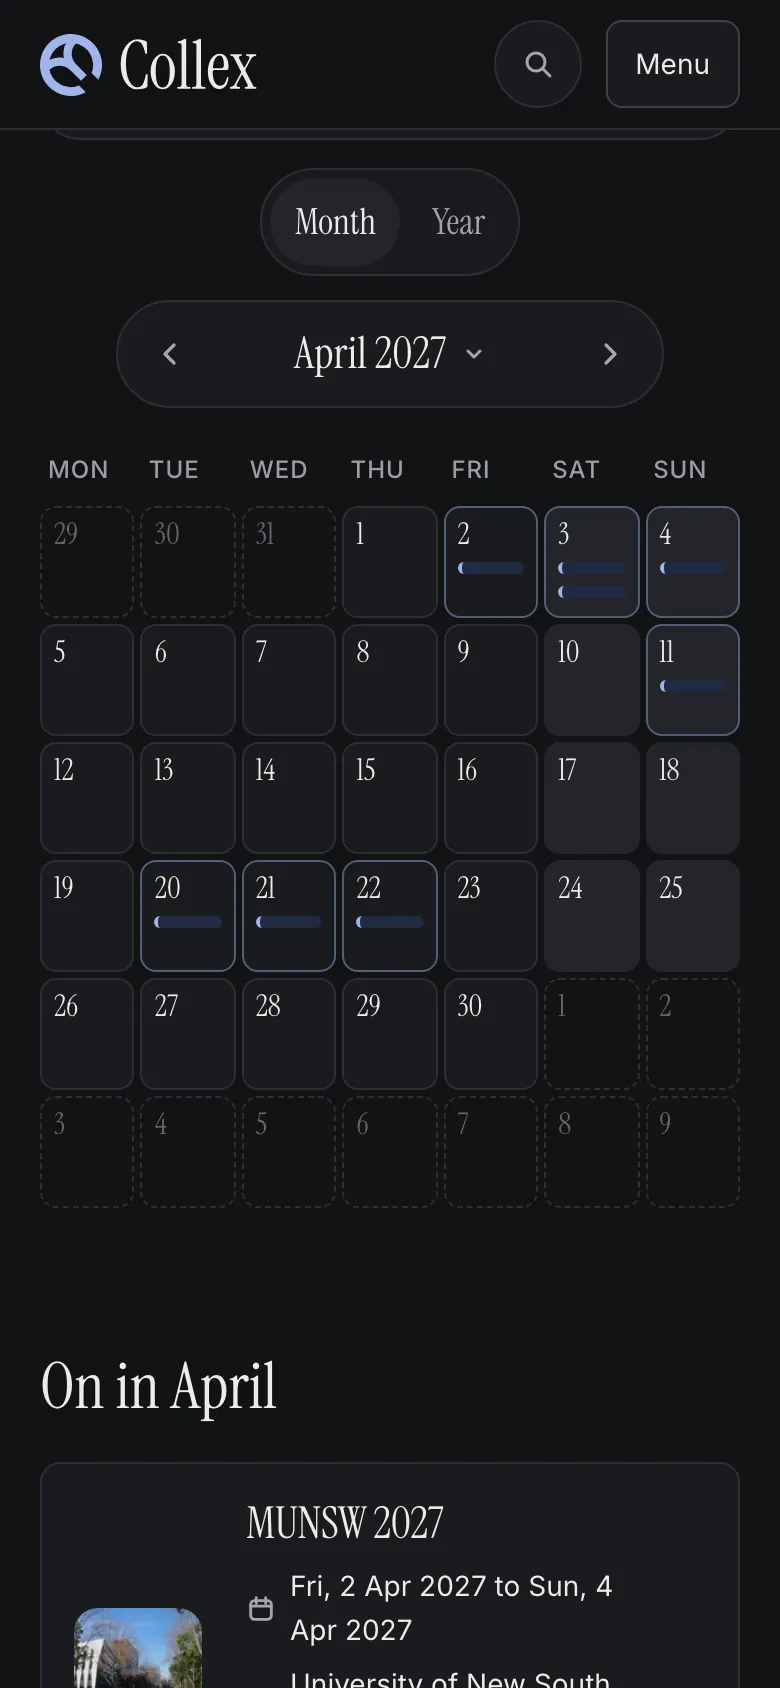 Collex
Menu
Month Year
April 2027
MON TUE WED THU FRI SAT SUN
29 30 31 1 2 3 4
5 6 7 8 9 10 11
12 13 14 15 16 17 18
19 20 21 22 23 24 25
26 27 28 29 30 1 2
3 4 5 6 7 8 9
On in April
MUNSW 2027
Fri, 2 Apr 2027 to Sun, 4
Apr 2027
University of New South